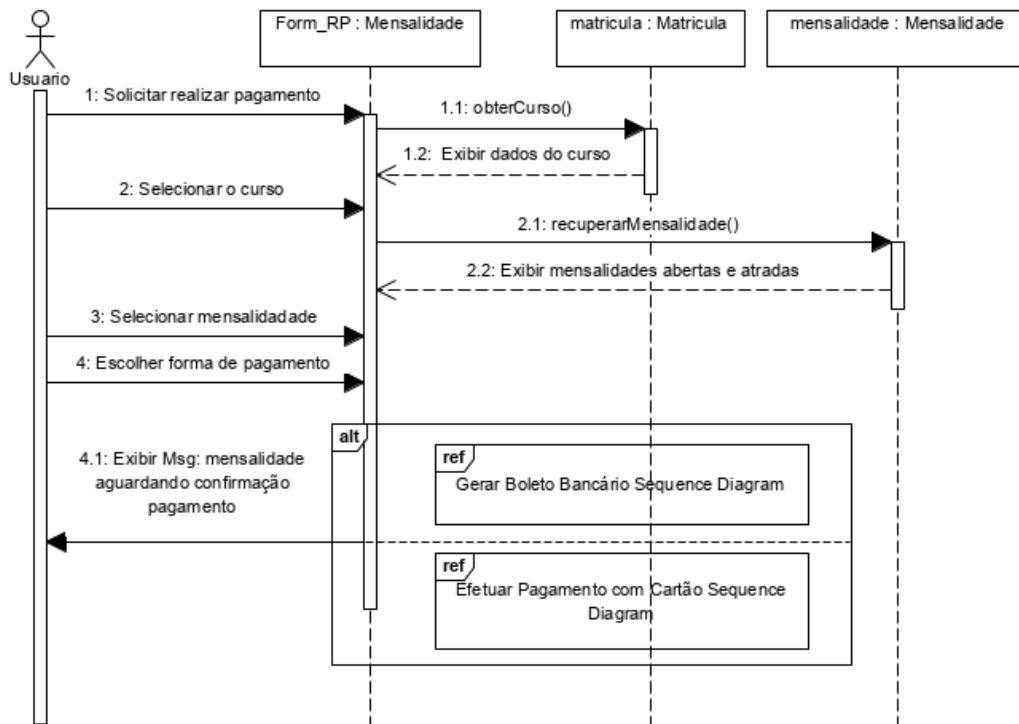 Form_RP : Mensalidade
matricula : Matricula
mensalidade : Mensalidade
Usuario
1: Solicitar realizar pagamento
1.1: obterCurso()
1.2: Exibir dados do curso
2: Selecionar o curso
2.1: recuperarMensalidade()
2.2: Exibir mensalidades abertas e atradas
3: Selecionar mensalidadade
4: Escolher forma de pagamento
alt
4.1: Exibir Msg: mensalidade
aguardando confirmação
pagamento
ref
Gerar Boleto Bancário Sequence Diagram
ref
Efetuar Pagamento com Cartão Sequence
Diagram